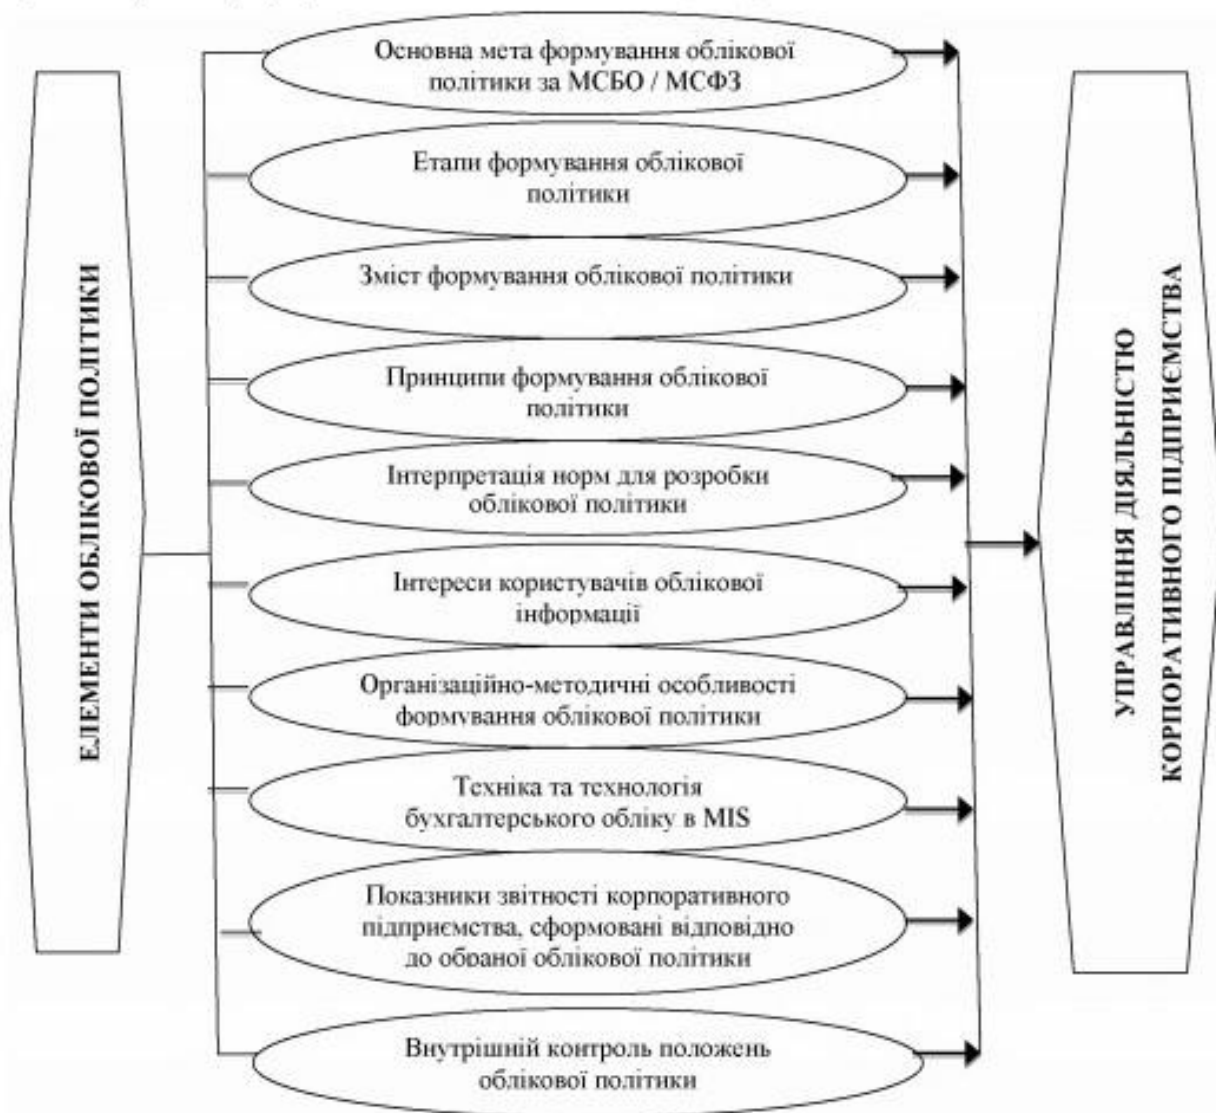 Основна мета формування облікової
політики за МСБО / МСФЗ
Етапи формування облікової
політики
Зміст формування облікової політики
Принципи формування облікової
політики
Інтерпретація норм для розробки
облікової політики
Інтереси користувачів облікової
інформації
Організаційно-методичні особливості
формування облікової політики
Техніка та технологія
бухгалтерського обліку в MIS
Показники звітності корпоративного
підприємства, сформовані відповідно
до обраної облікової політики
Внутрішній контроль положень
облікової політики
ЕЛЕМЕНТИ ОБЛІКОВОЇ ПОЛІТИКИ
УПРАВЛІННЯ ДІЯЛЬНІСТЮ
КОРПОРАТИВНОГО ПІДПРИЄМСТВА